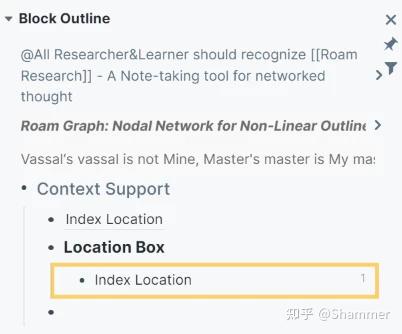 Block Outline
@All Researcher&Learner should recognize [[Roam
Research]] - A Note-taking tool for networked
thought
Roam Graph: Nodal Network for Non-Linear Outline
Vassal's vassal is not Mine, Master's master is My mas
Context Support
Index Location
Location Box
Index Location 1
知乎 @Shammer